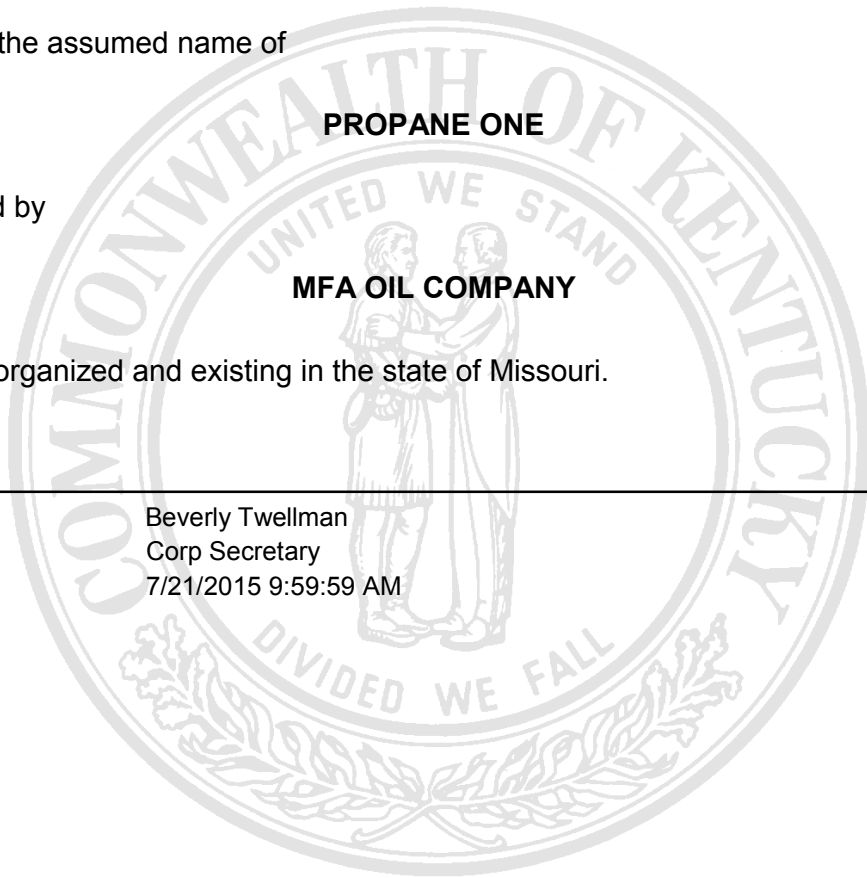 the assumed name of
PROPANE ONE
d by
MFA OIL COMPANY
organized and existing in the state of Missouri.
Beverly Twellman
Corp Secretary
7/21/2015 9:59:59 AM
COMMONWEALTH OF KENTUCKY
UNITED WE STAND
DIVIDED WE FALL